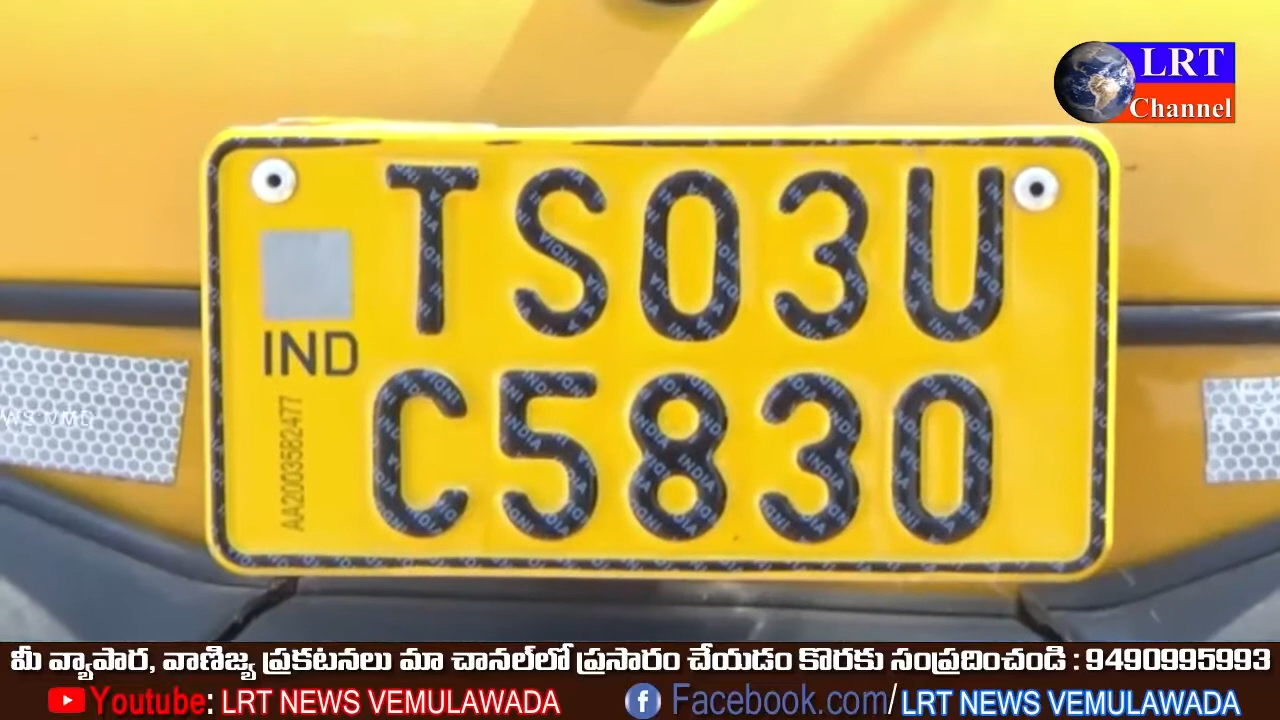 LRT
Channel
TS03U
IND
C5830
AA2003582477
మీ వ్యాపార, వాణిజ్య ప్రకటనలు మా చానల్‌లో ప్రసారం చేయడం కొరకు సంప్రదించండి : 9490995993
Youtube: LRT NEWS VEMULAWADA
Facebook.com/ LRT NEWS VEMULAWADA